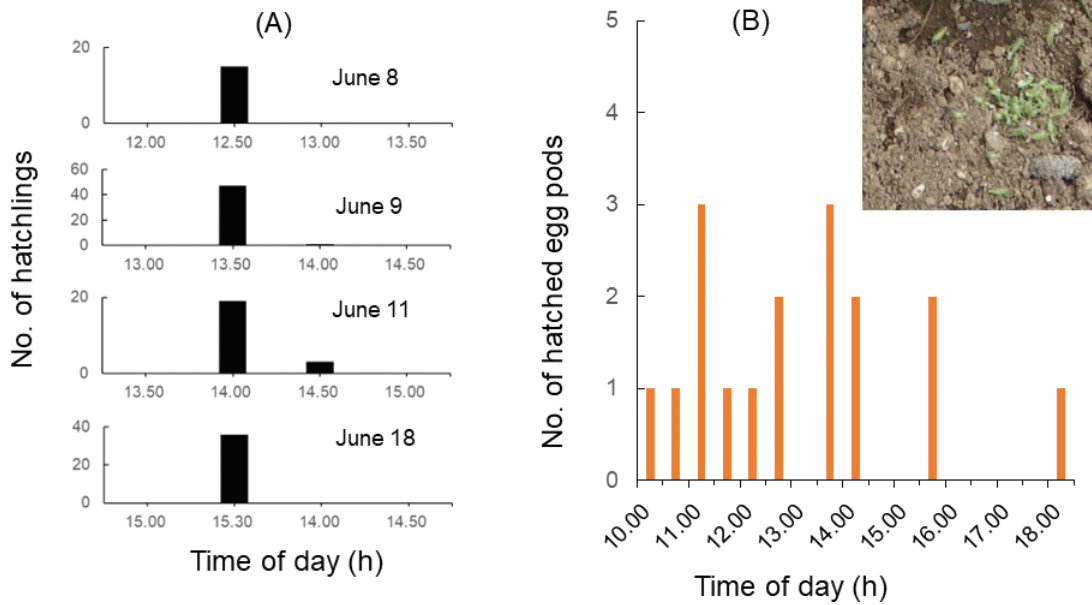 (A)
No. of hatchlings
20
0
June 8
12.00 12.50 13.00 13.50
60
40
20
0
June 9
13.00 13.50 14.00 14.50
20
0
June 11
13.50 14.00 14.50 15.00
40
20
0
June 18
15.00 15.30 14.00 14.50
Time of day (h)
(B)
No. of hatched egg pods
5
4
3
2
1
0
10.00 11.00 12.00 13.00 14.00 15.00 16.00 17.00 18.00
Time of day (h)